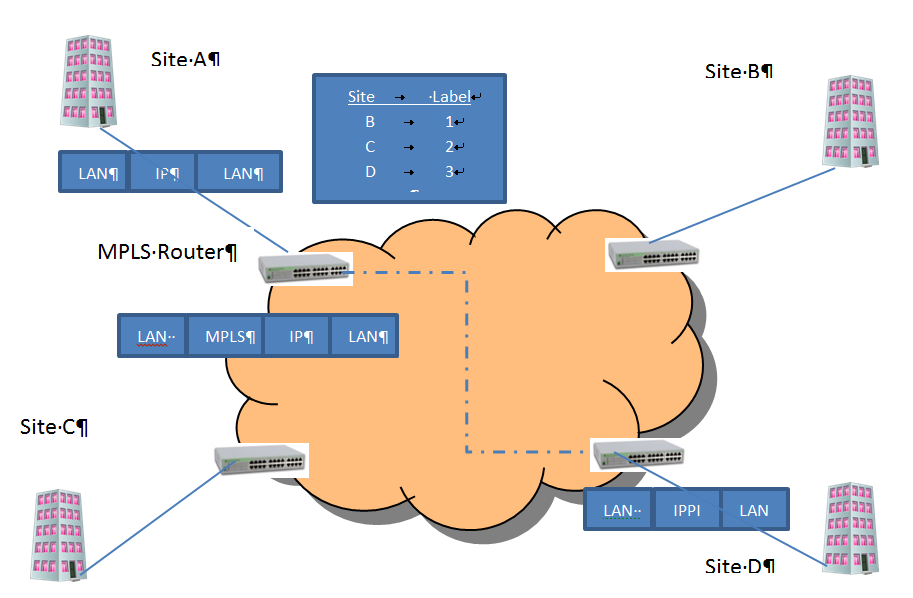 Site·A¶
Site·B¶
Site → ·Label↵
B → 1↵
C → 2↵
D → 3↵
¶
LAN¶ IP¶ LAN¶
MPLS·Router¶
LAN·· MPLS¶ IP¶ LAN¶
Site·C¶
LAN·· IPPI LAN
Site·D¶